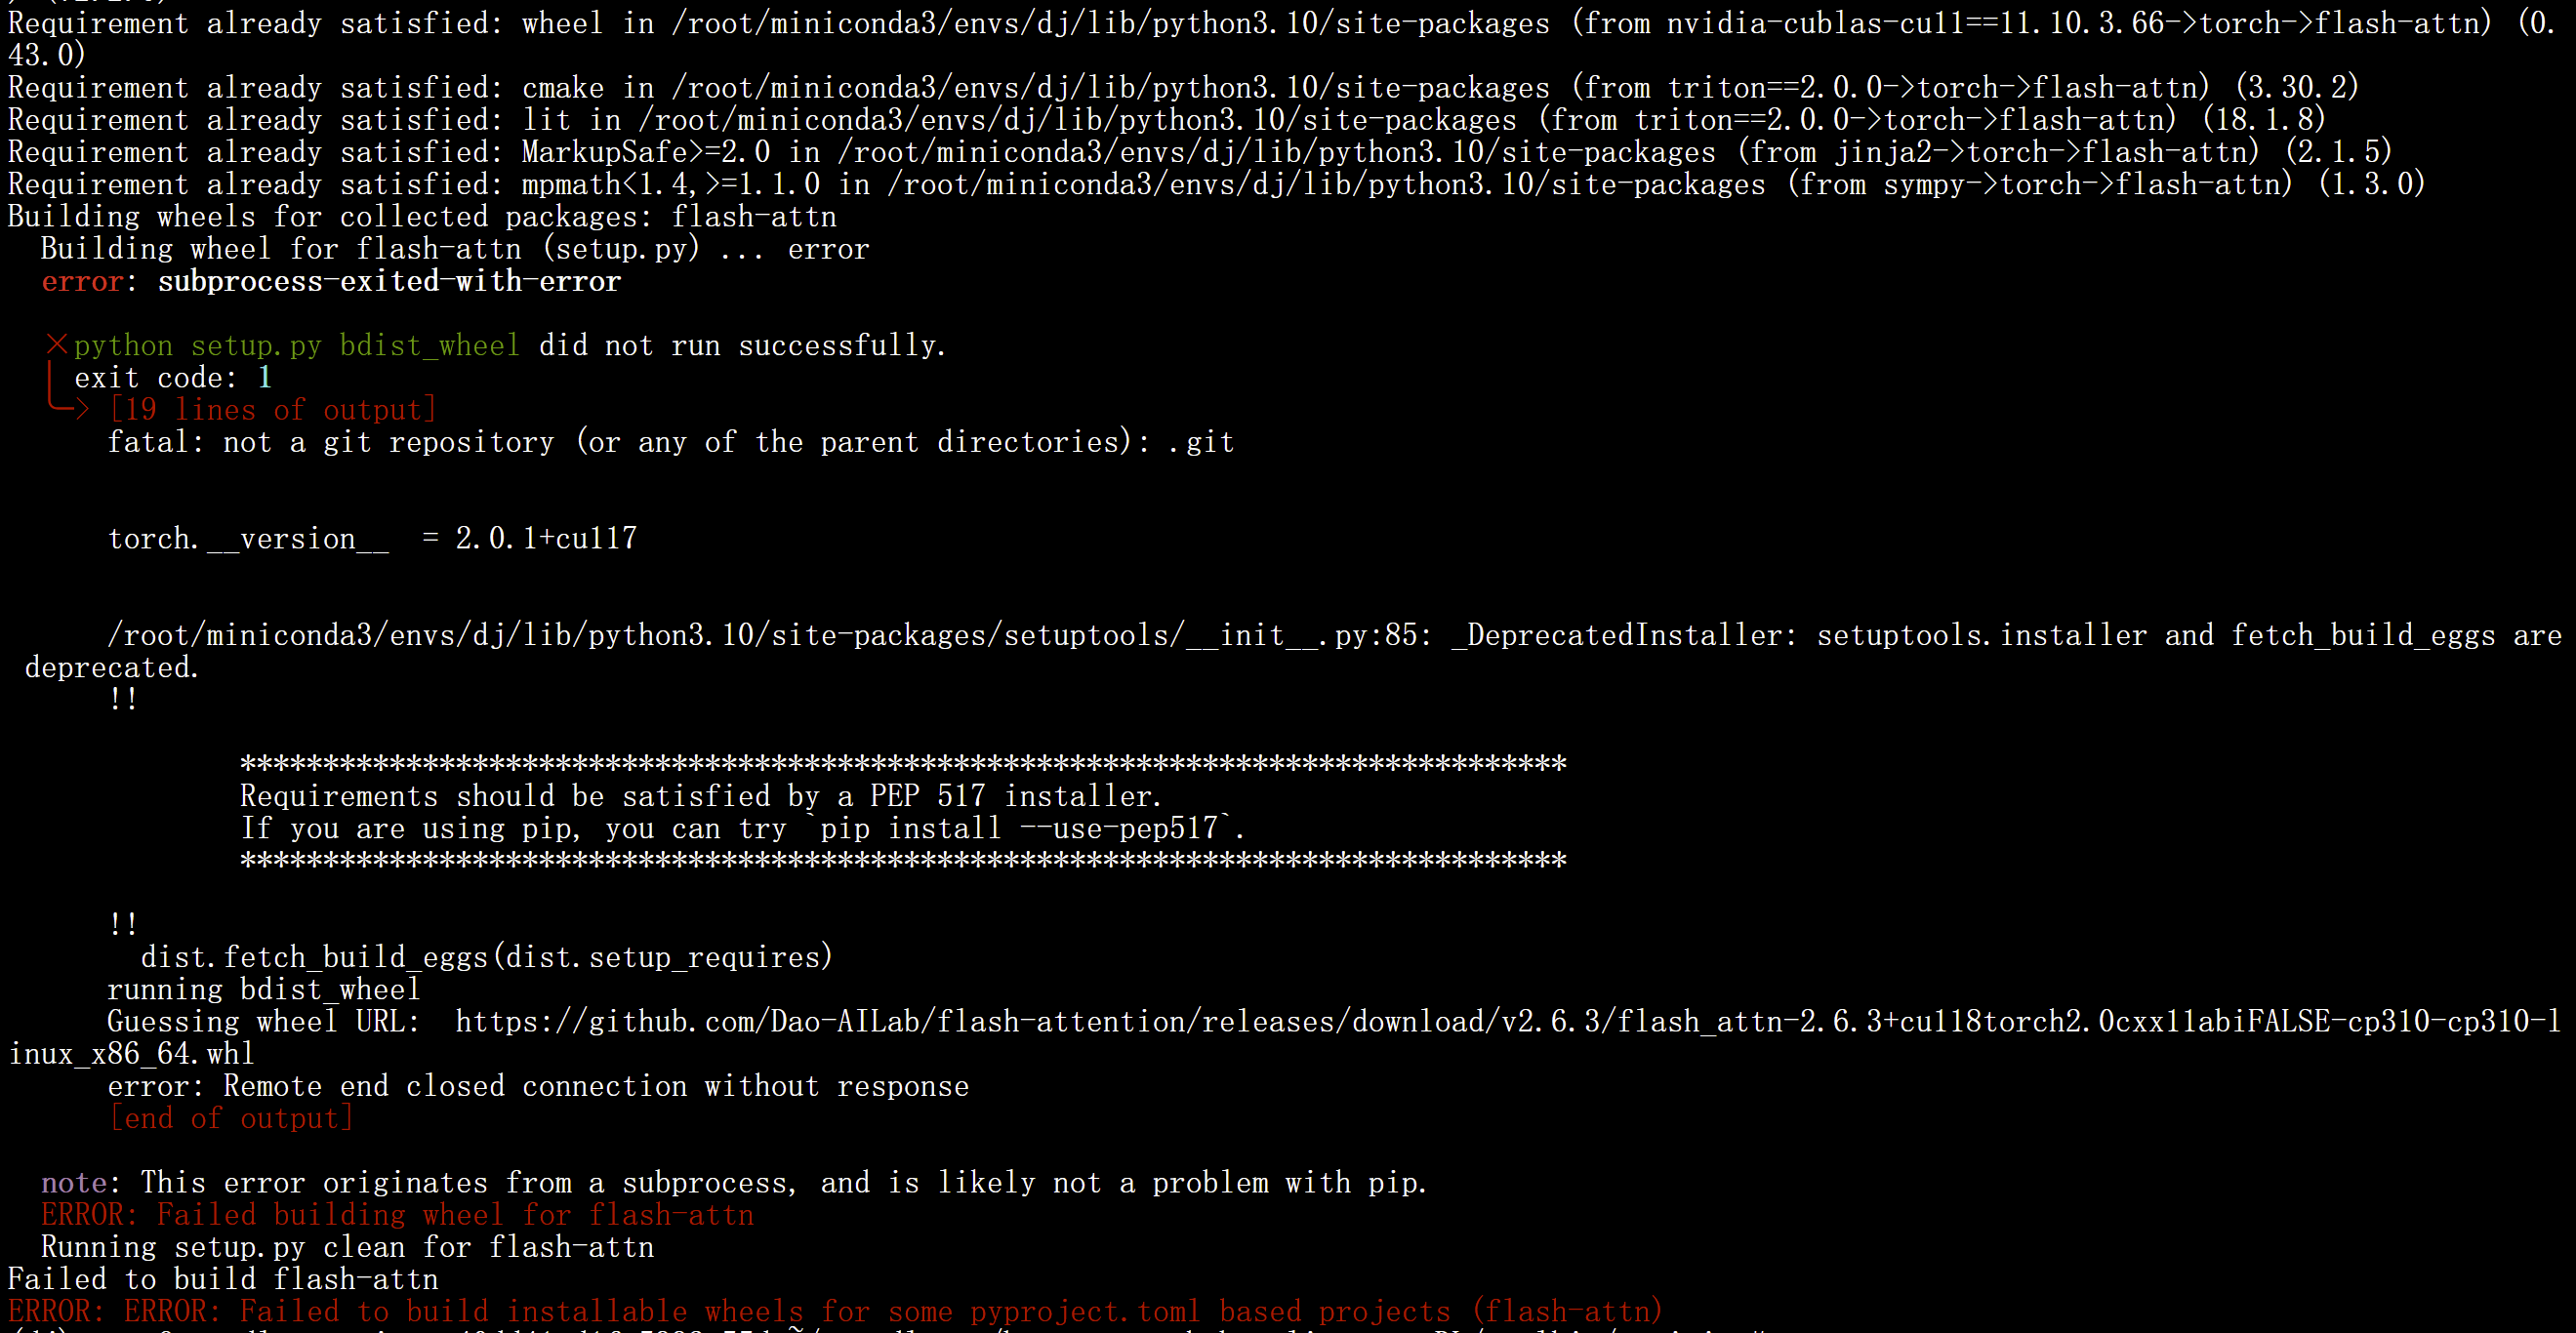 Requirement already satisfied: wheel in /root/miniconda3/envs/dj/lib/python3.10/site-packages (from nvidia-cublas-cu11==11.10.3.66->torch->flash-attn) (0.
43.0)
Requirement already satisfied: cmake in /root/miniconda3/envs/dj/lib/python3.10/site-packages (from triton==2.0.0->torch->flash-attn) (3.30.2)
Requirement already satisfied: lit in /root/miniconda3/envs/dj/lib/python3.10/site-packages (from triton==2.0.0->torch->flash-attn) (18.1.8)
Requirement already satisfied: MarkupSafe>=2.0 in /root/miniconda3/envs/dj/lib/python3.10/site-packages (from jinja2->torch->flash-attn) (2.1.5)
Requirement already satisfied: mpmath<1.4,>=1.1.0 in /root/miniconda3/envs/dj/lib/python3.10/site-packages (from sympy->torch->flash-attn) (1.3.0)
Building wheels for collected packages: flash-attn
  Building wheel for flash-attn (setup.py) ... error
  error: subprocess-exited-with-error

  × python setup.py bdist_wheel did not run successfully.
  │ exit code: 1
  ╰─> [19 lines of output]
      fatal: not a git repository (or any of the parent directories): .git

      torch.__version__  = 2.0.1+cu117

      /root/miniconda3/envs/dj/lib/python3.10/site-packages/setuptools/__init__.py:85: _DeprecatedInstaller: setuptools.installer and fetch_build_eggs are
 deprecated.
      !!

              ********************************************************************************
              Requirements should be satisfied by a PEP 517 installer.
              If you are using pip, you can try `pip install --use-pep517`.
              ********************************************************************************

      !!
        dist.fetch_build_eggs(dist.setup_requires)
      running bdist_wheel
      Guessing wheel URL:  https://github.com/Dao-AILab/flash-attention/releases/download/v2.6.3/flash_attn-2.6.3+cu118torch2.0cxx11abiFALSE-cp310-cp310-l
inux_x86_64.whl
      error: Remote end closed connection without response
      [end of output]

  note: This error originates from a subprocess, and is likely not a problem with pip.
  ERROR: Failed building wheel for flash-attn
  Running setup.py clean for flash-attn
Failed to build flash-attn
ERROR: ERROR: Failed to build installable wheels for some pyproject.toml based projects (flash-attn)